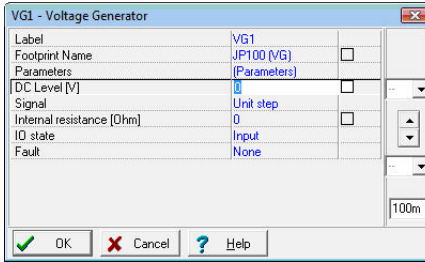 VG1 - Voltage Generator
Label VG1
Footprint Name JP100 (VG)
Parameters (Parameters)
DC Level [V] 0
Signal Unit step
Internal resistance [Ohm] 0
IO state Input
Fault None
--
--
100m
OK Cancel ? Help